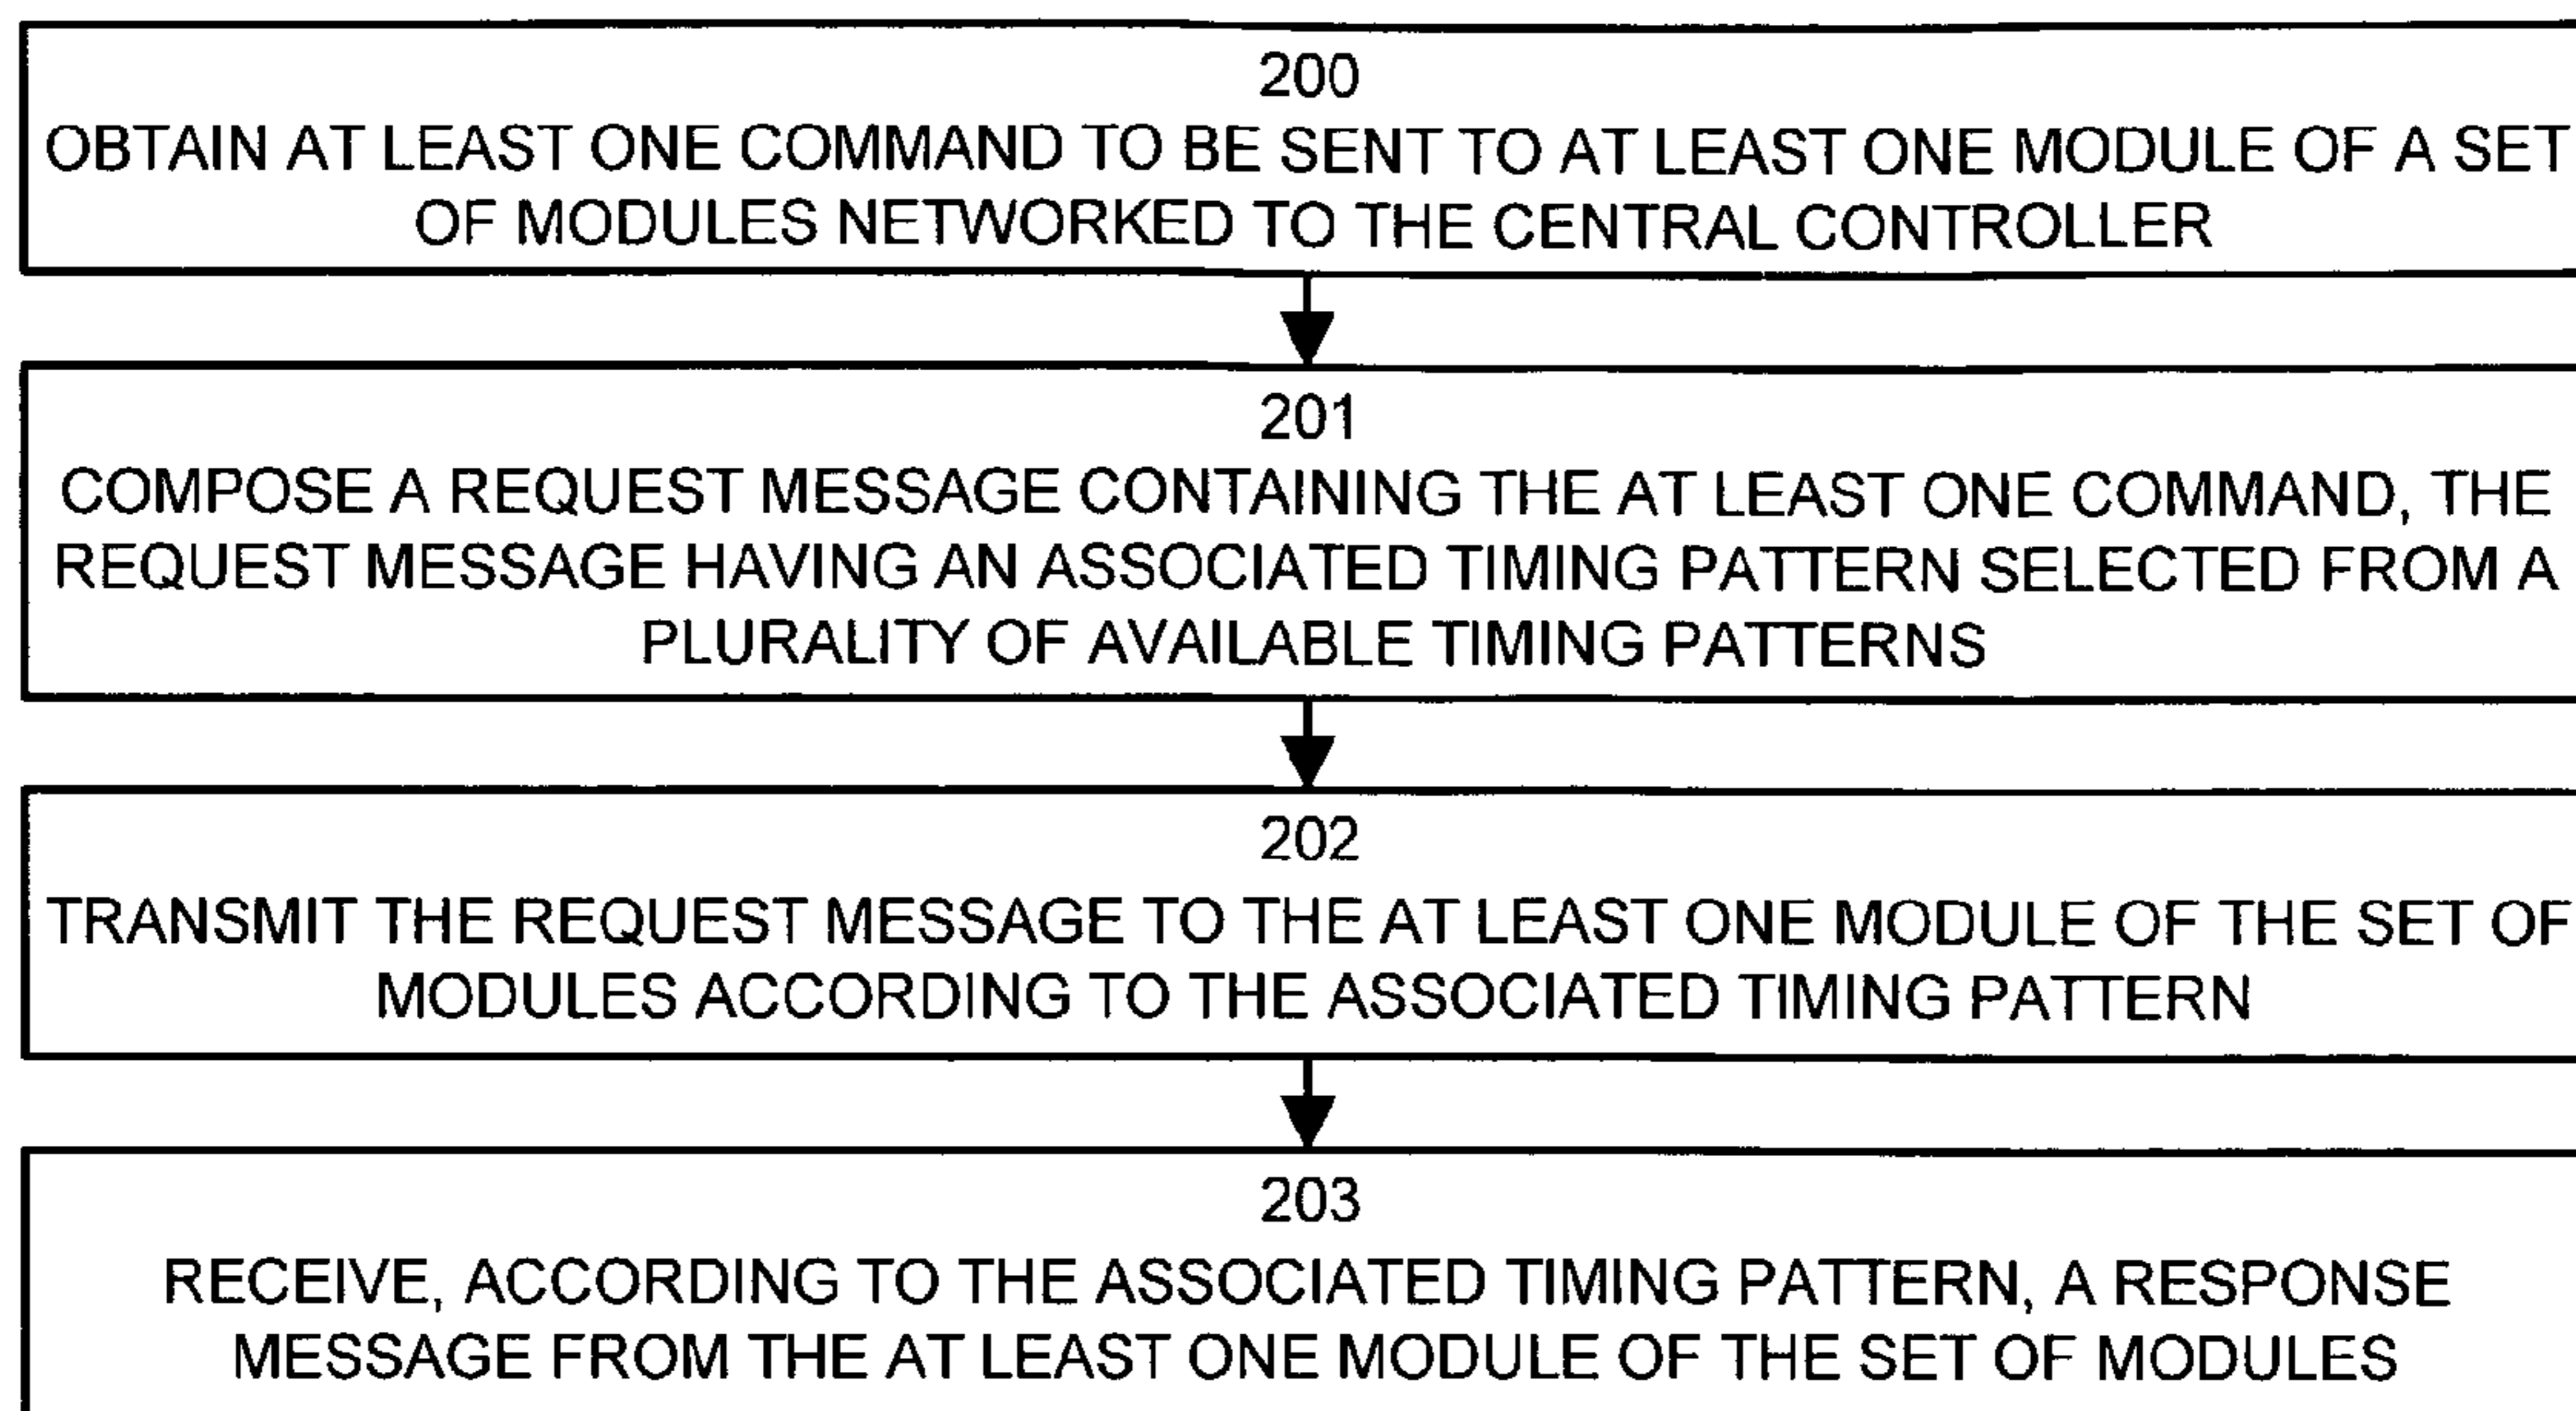 200
OBTAIN AT LEAST ONE COMMAND TO BE SENT TO AT LEAST ONE MODULE OF A SET
OF MODULES NETWORKED TO THE CENTRAL CONTROLLER
201
COMPOSE A REQUEST MESSAGE CONTAINING THE AT LEAST ONE COMMAND, THE
REQUEST MESSAGE HAVING AN ASSOCIATED TIMING PATTERN SELECTED FROM A
PLURALITY OF AVAILABLE TIMING PATTERNS
202
TRANSMIT THE REQUEST MESSAGE TO THE AT LEAST ONE MODULE OF THE SET OF
MODULES ACCORDING TO THE ASSOCIATED TIMING PATTERN
203
RECEIVE, ACCORDING TO THE ASSOCIATED TIMING PATTERN, A RESPONSE
MESSAGE FROM THE AT LEAST ONE MODULE OF THE SET OF MODULES